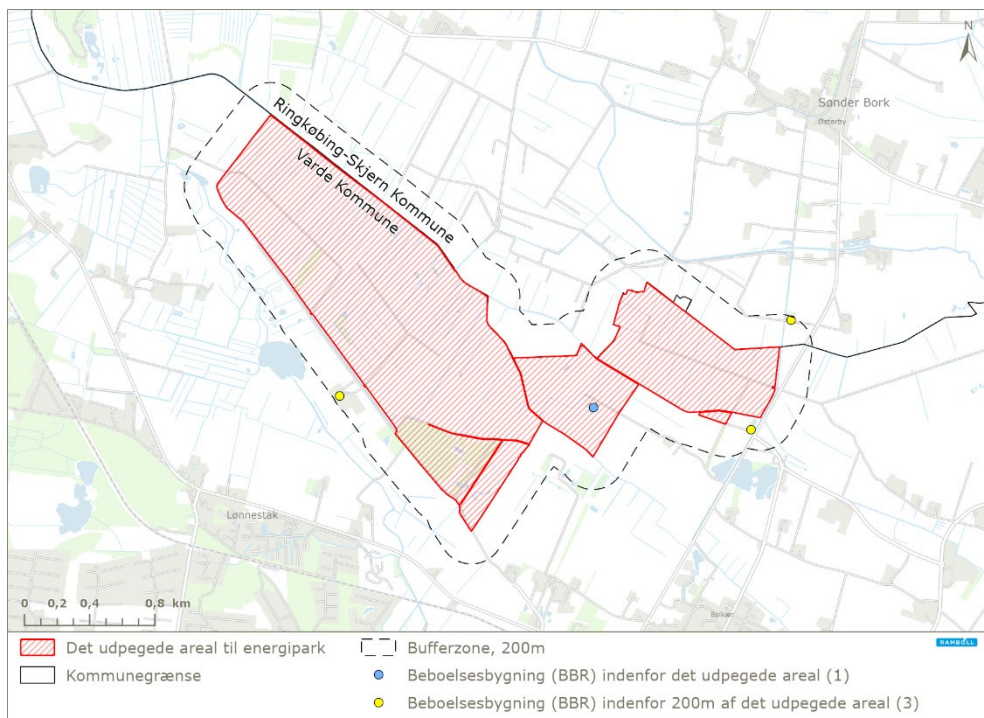 N
Sønder Bork
Østerby
Ringkøbing-Skjern Kommune
Varde Kommune
Lønnestak
Bølkær
0 0,2 0,4 0,8 km
Det udpegede areal til energipark
Kommunegrænse
Bufferzone, 200m
Beboelsesbygning (BBR) indenfor det udpegede areal (1)
Beboelsesbygning (BBR) indenfor 200m af det udpegede areal (3)
RAMBOLL